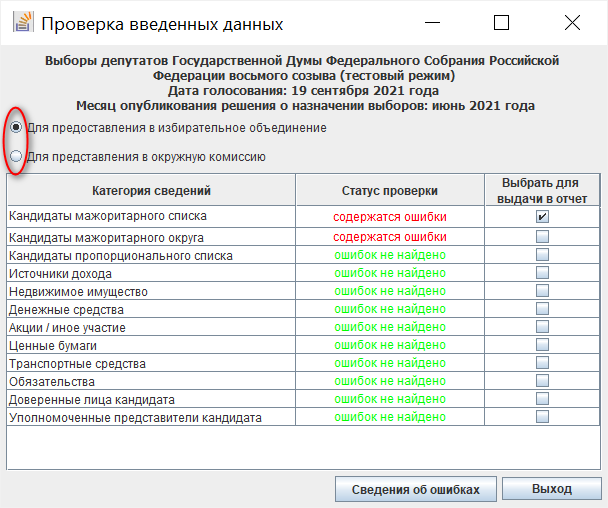 Проверка введенных данных
Выборы депутатов Государственной Думы Федерального Собрания Российской
Федерации восьмого созыва (тестовый режим)
Дата голосования: 19 сентября 2021 года
Месяц опубликования решения о назначении выборов: июнь 2021 года
Для предоставления в избирательное объединение
Для представления в окружную комиссию
Категория сведений Статус проверки Выбрать для
выдачи в отчет
Кандидаты мажоритарного списка содержатся ошибки
Кандидаты мажоритарного округа содержатся ошибки
Кандидаты пропорционального списка ошибок не найдено
Источники дохода ошибок не найдено
Недвижимое имущество ошибок не найдено
Денежные средства ошибок не найдено
Акции / иное участие ошибок не найдено
Ценные бумаги ошибок не найдено
Транспортные средства ошибок не найдено
Обязательства ошибок не найдено
Доверенные лица кандидата ошибок не найдено
Уполномоченные представители кандидата ошибок не найдено
Сведения об ошибках Выход